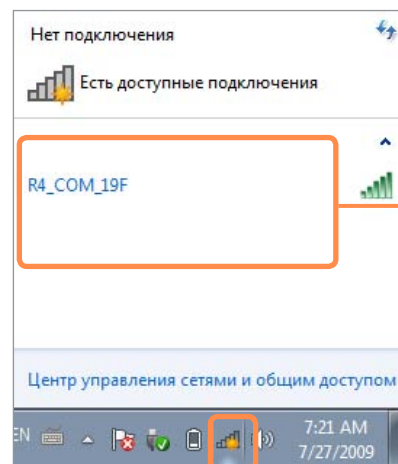 Нет подключения
Есть доступные подключения
R4_COM_19F
Центр управления сетями и общим доступом
EN
7:21 AM
7/27/2009